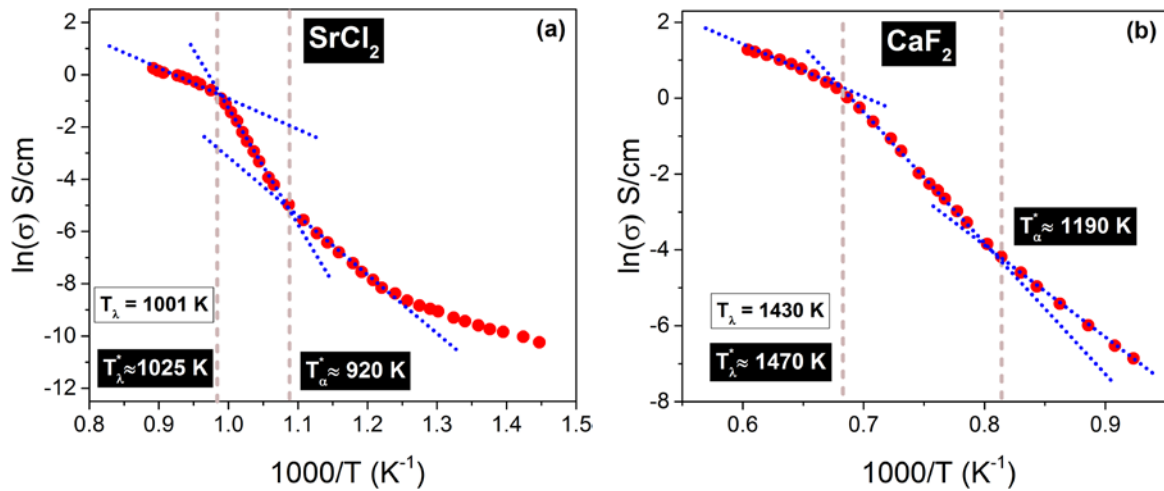 (a)
SrCl2
ln(σ) S/cm
2
0
-2
-4
-6
-8
-10
-12
Tλ = 1001 K
T*λ≈1025 K
T*α≈ 920 K
0.8 0.9 1.0 1.1 1.2 1.3 1.4 1.5
1000/T (K-1)
(b)
CaF2
ln(σ) S/cm
2
0
-2
-4
-6
-8
T*α≈ 1190 K
Tλ = 1430 K
T*λ≈ 1470 K
0.6 0.7 0.8 0.9
1000/T (K-1)